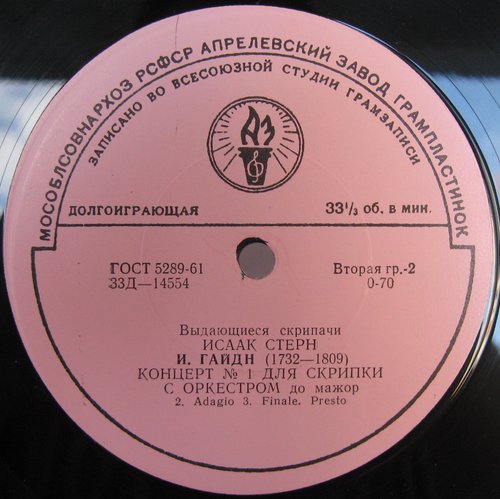 МОСОБЛСОВНАРХОЗ РСФСР АПРЕЛЕВСКИЙ ЗАВОД ГРАМПЛАСТИНОК
ЗАПИСАНО ВО ВСЕСОЮЗНОЙ СТУДИИ ГРАМЗАПИСИ
АЗ
ДОЛГОИГРАЮЩАЯ 33⅓ об. в мин.
ГОСТ 5289-61 Вторая гр.-2
33Д—14554 0-70
Выдающиеся скрипачи
ИСААК СТЕРН
И. ГАЙДН (1732—1809)
КОНЦЕРТ № 1 ДЛЯ СКРИПКИ
С ОРКЕСТРОМ до мажор
2. Adagio 3. Finale. Presto